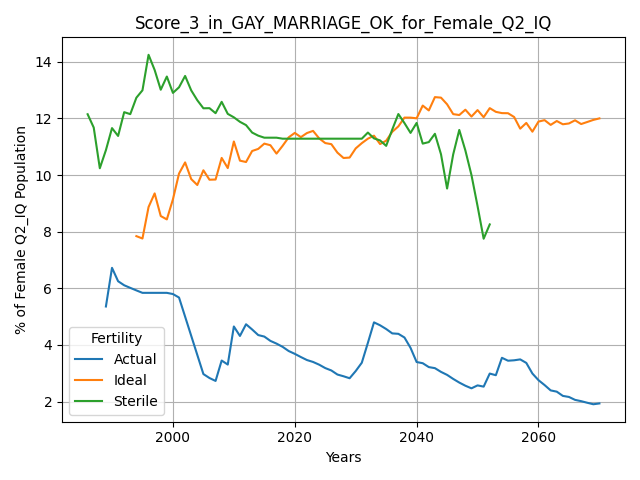 Score_3_in_GAY_MARRIAGE_OK_for_Female_Q2_IQ
% of Female Q2_IQ Population
14
12
10
8
6
4
2
Fertility
Actual
Ideal
Sterile
2000 2020 2040 2060
Years